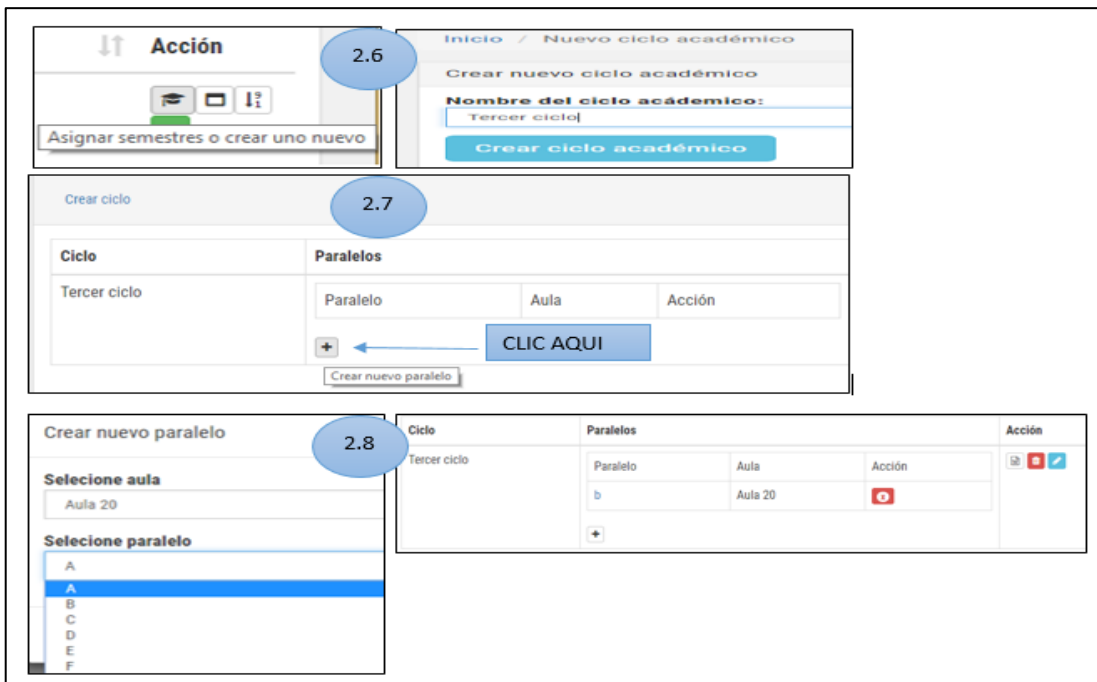 Acción
Asignar semestres o crear uno nuevo
2.6
Inicio / Nuevo ciclo académico
Crear nuevo ciclo académico
Nombre del ciclo acádemico:
Tercer ciclo
Crear ciclo académico
Crear ciclo
2.7
Ciclo Paralelos
Tercer ciclo
Paralelo Aula Acción
+ CLIC AQUI
Crear nuevo paralelo
Crear nuevo paralelo
2.8
Selecione aula
Aula 20
Selecione paralelo
A
A
B
C
D
E
F
Ciclo Paralelos Acción
Tercer ciclo
Paralelo Aula Acción
b Aula 20
+